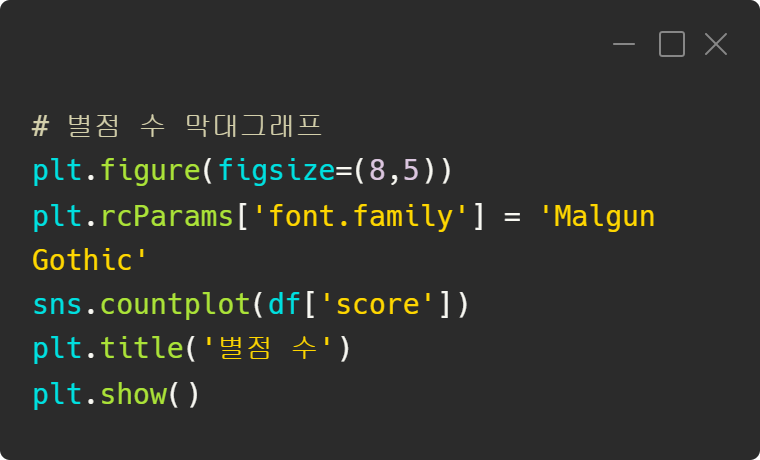 # 별점 수 막대그래프
plt.figure(figsize=(8,5))
plt.rcParams['font.family'] = 'Malgun
Gothic'
sns.countplot(df['score'])
plt.title('별점 수')
plt.show()